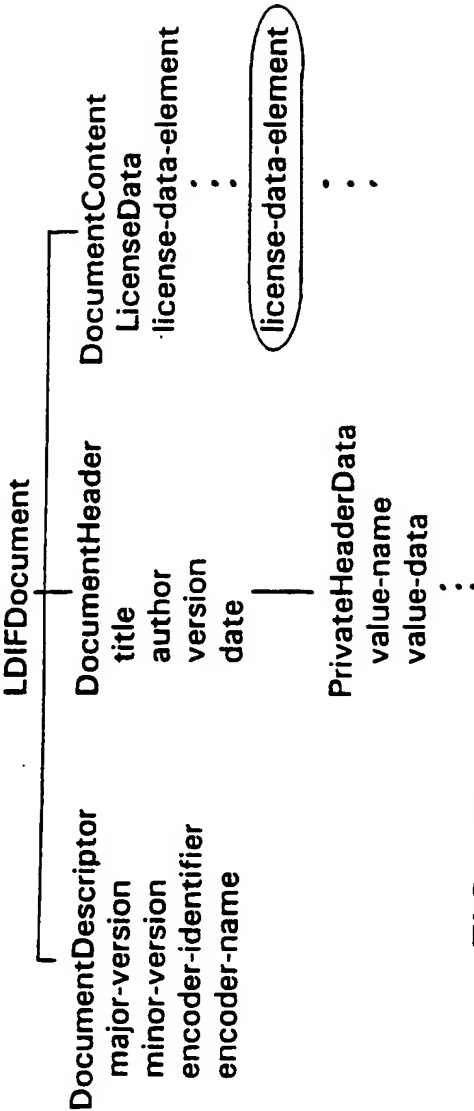 LDIFDocument
DocumentDescriptor
major-version
minor-version
encoder-identifier
encoder-name
DocumentHeader
title
author
version
date
PrivateHeaderData
value-name
value-data
DocumentContent
LicenseData
license-data-element
license-data-element